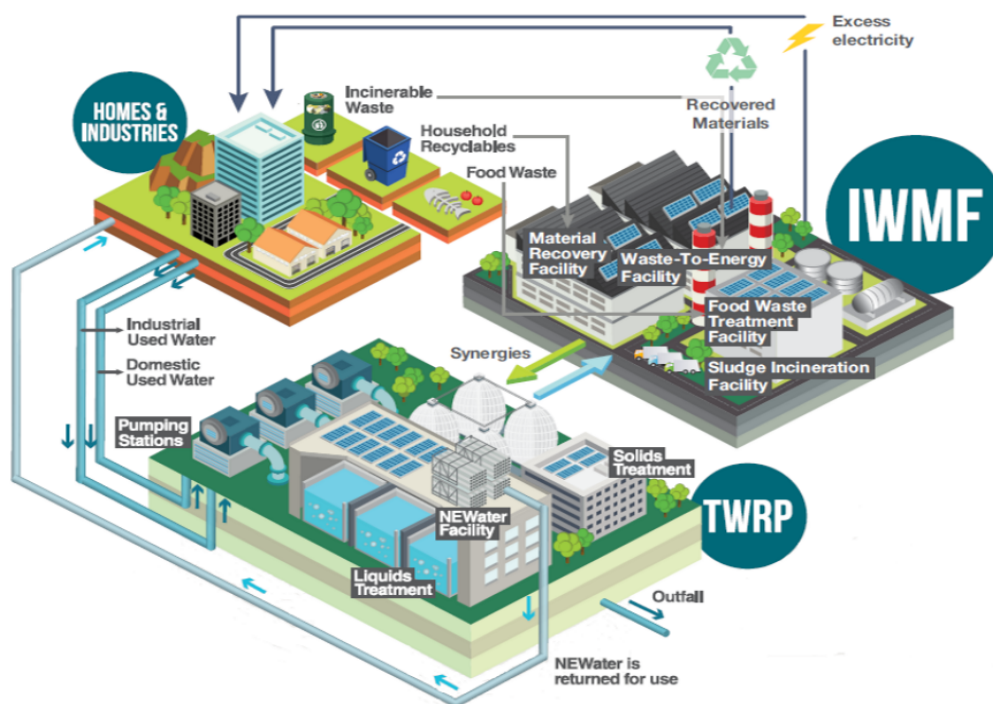 Excess
electricity
HOMES &
INDUSTRIES
Incinerable
Waste
Recovered
Materials
Household
Recyclables
Food Waste
IWMF
Material
Recovery
Facility
Waste-To-Energy
Facility
Food Waste
Treatment
Facility
Sludge Incineration
Facility
Industrial
Used Water
Domestic
Used Water
Synergies
Pumping
Stations
Solids
Treatment
TWRP
NEWater
Facility
Liquids
Treatment
Outfall
NEWater is
returned for use